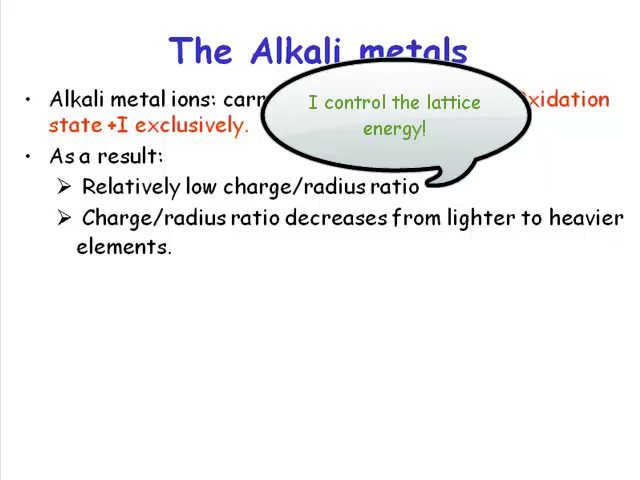 The Alkali metals
• Alkali metal ions: carr
I control the lattice
energy!
xidation
state +I exclusively.
• As a result:
➢ Relatively low charge/radius ratio
➢ Charge/radius ratio decreases from lighter to heavier
elements.